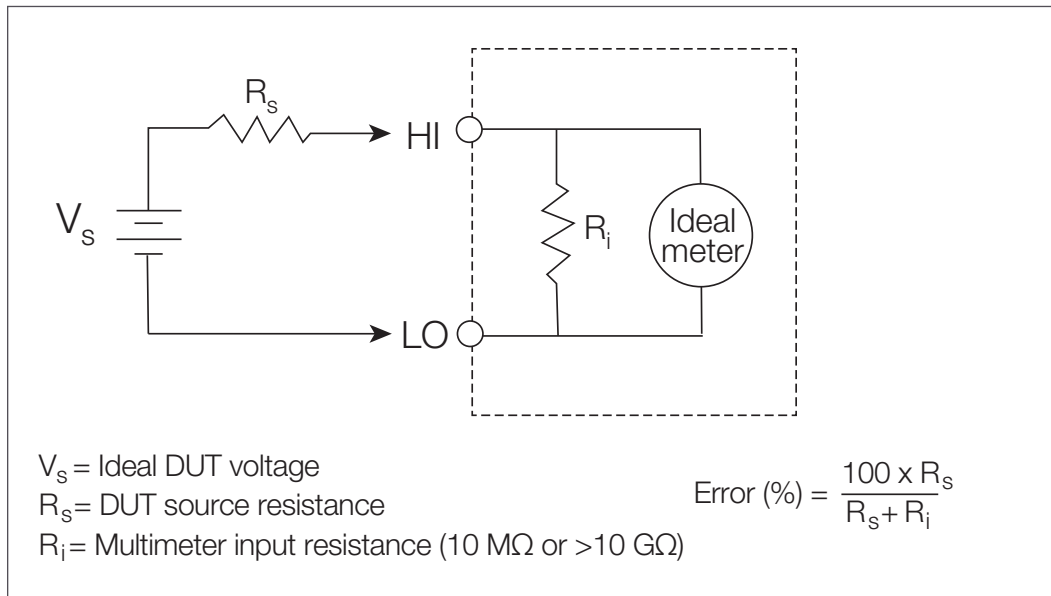 Rs
HI
Vs
Ri
Ideal
meter
LO
Vs = Ideal DUT voltage
Rs = DUT source resistance
Ri = Multimeter input resistance (10 MΩ or >10 GΩ)
Error (%) = 100 x Rs
Rs + Ri